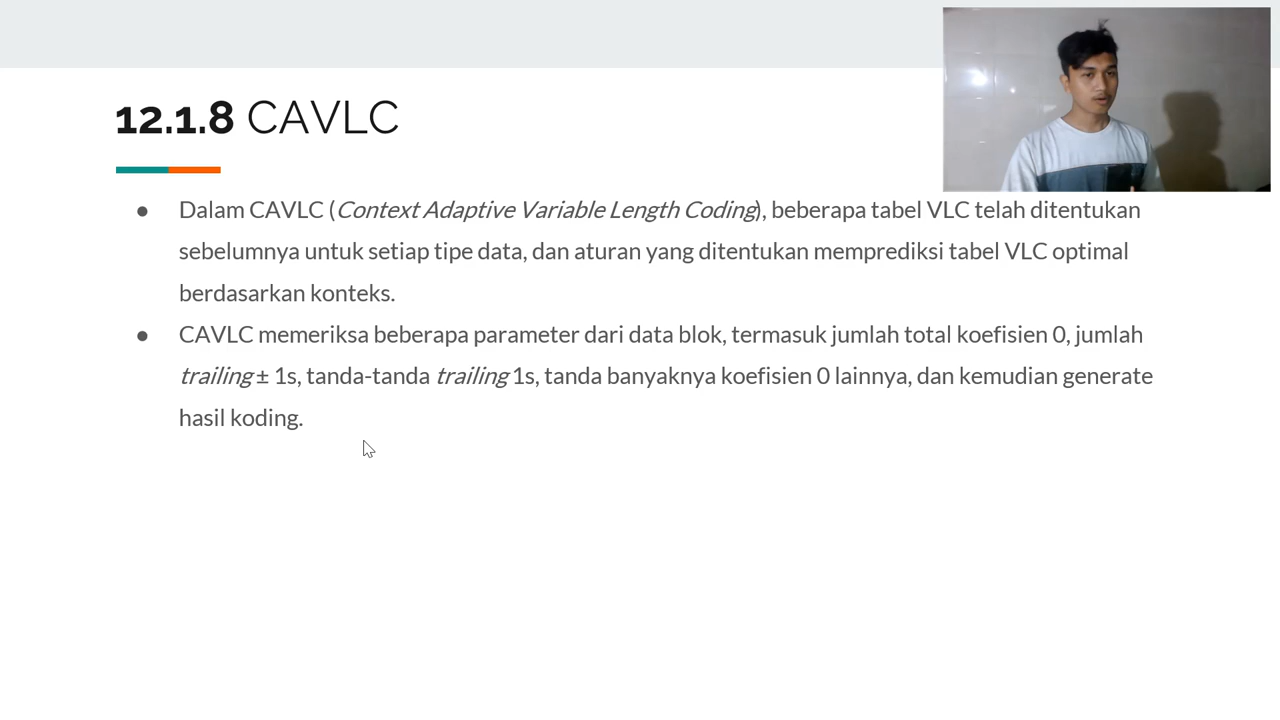 12.1.8 CAVLC
● Dalam CAVLC (Context Adaptive Variable Length Coding), beberapa tabel VLC telah ditentukan
sebelumnya untuk setiap tipe data, dan aturan yang ditentukan memprediksi tabel VLC optimal
berdasarkan konteks.
● CAVLC memeriksa beberapa parameter dari data blok, termasuk jumlah total koefisien 0, jumlah
trailing ± 1s, tanda-tanda trailing 1s, tanda banyaknya koefisien 0 lainnya, dan kemudian generate
hasil koding.